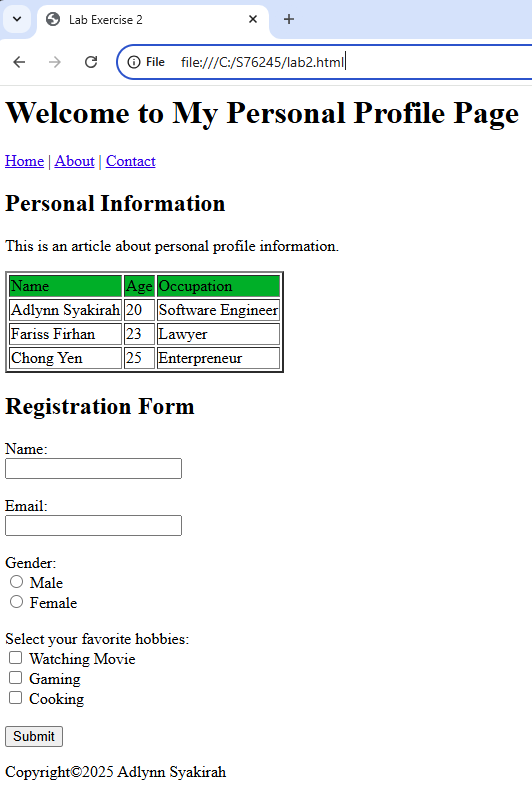 Lab Exercise 2
File file:///C:/S76245/lab2.html
Welcome to My Personal Profile Page
Home | About | Contact
Personal Information
This is an article about personal profile information.
Name Age Occupation
Adlynn Syakirah 20 Software Engineer
Fariss Firhan 23 Lawyer
Chong Yen 25 Enterpreneur
Registration Form
Name:
Email:
Gender:
Male
Female
Select your favorite hobbies:
Watching Movie
Gaming
Cooking
Submit
Copyright©2025 Adlynn Syakirah